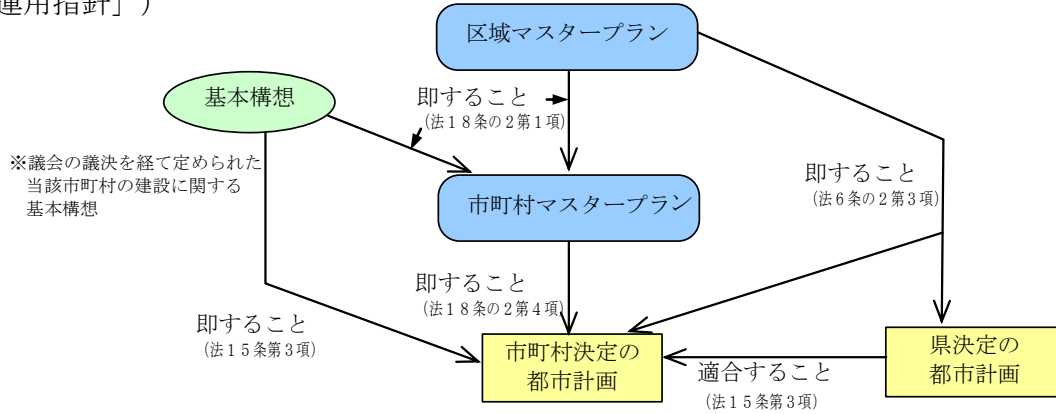 運用指針」）
区域マスタープラン
基本構想
即すること
(法１８条の２第１項)
※議会の議決を経て定められた
当該市町村の建設に関する
基本構想
市町村マスタープラン
即すること
(法６条の２第３項)
即すること
(法１８条の２第４項)
即すること
(法１５条第３項)
市町村決定の
都市計画
県決定の
都市計画
適合すること
(法１５条第３項)